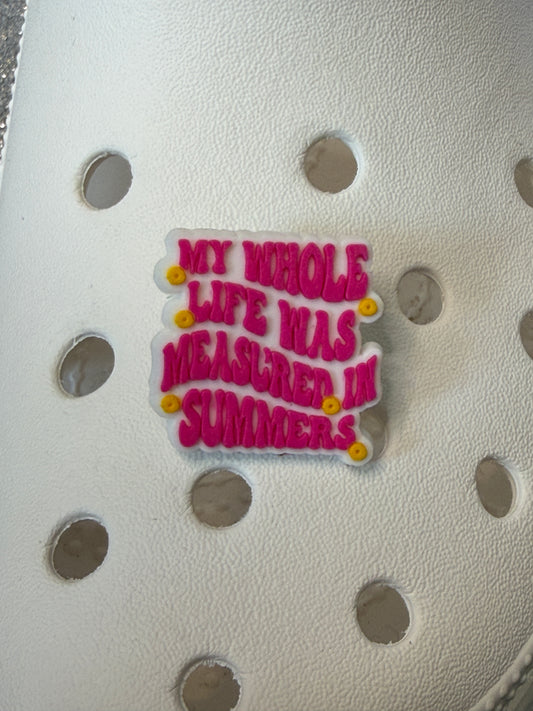 MY WHOLE
LIFE WAS
MEASURED IN
SUMMERS